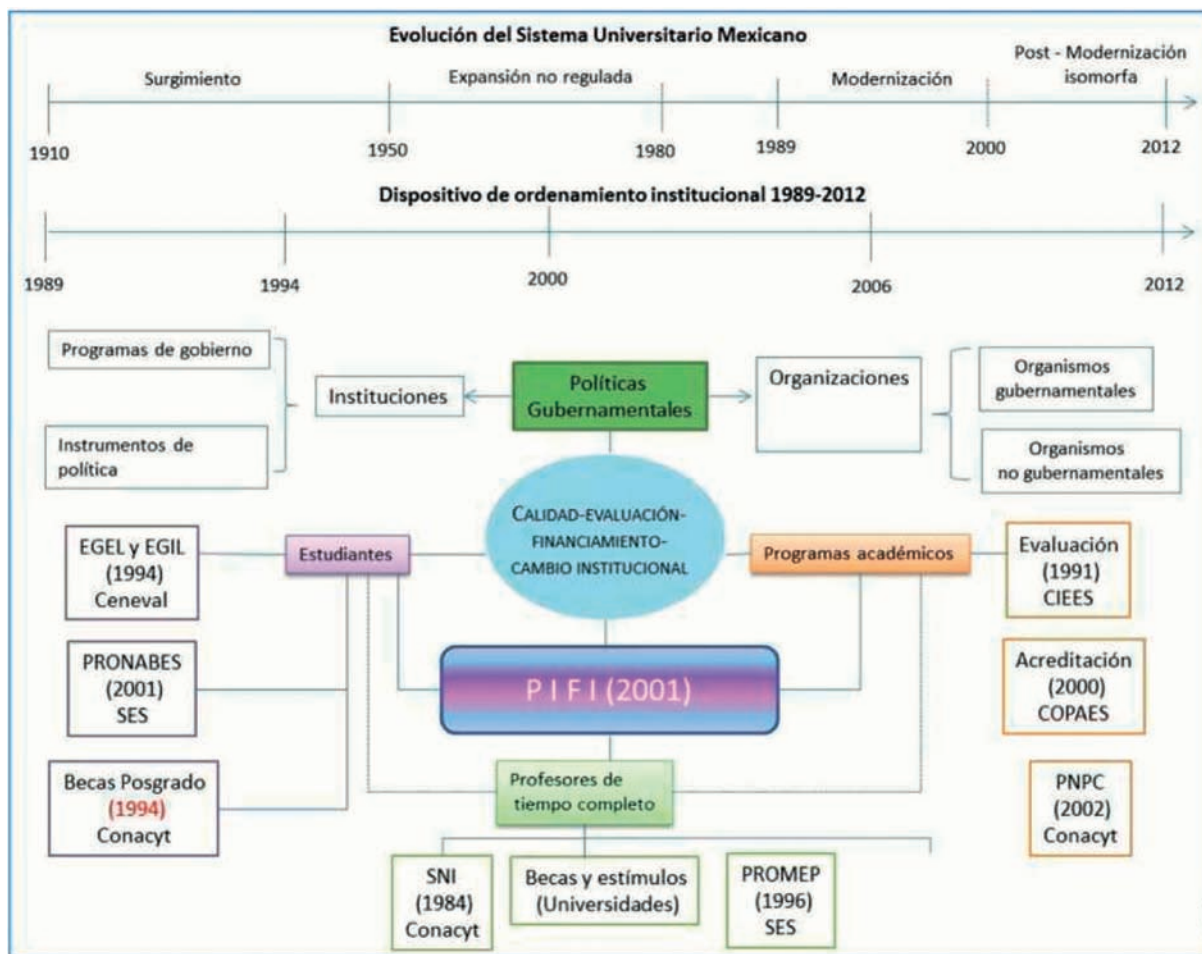 Evolución del Sistema Universitario Mexicano
Surgimiento
Expansión no regulada
Modernización
Post - Modernización
isomorfa
1910
1950
1980
1989
2000
2012
Dispositivo de ordenamiento institucional 1989-2012
1989
1994
2000
2006
2012
Programas de gobierno
Instrumentos de
política
Instituciones
Políticas
Gubernamentales
Organizaciones
Organismos
gubernamentales
Organismos
no gubernamentales
CALIDAD-EVALUACIÓN-
FINANCIAMIENTO-
CAMBIO INSTITUCIONAL
EGEL y EGIL
(1994)
Ceneval
Estudiantes
Programas académicos
Evaluación
(1991)
CIEES
PRONABES
(2001)
SES
P I F I (2001)
Acreditación
(2000)
COPAES
Becas Posgrado
(1994)
Conacyt
Profesores de
tiempo completo
PNPC
(2002)
Conacyt
SNI
(1984)
Conacyt
Becas y estímulos
(Universidades)
PROMEP
(1996)
SES